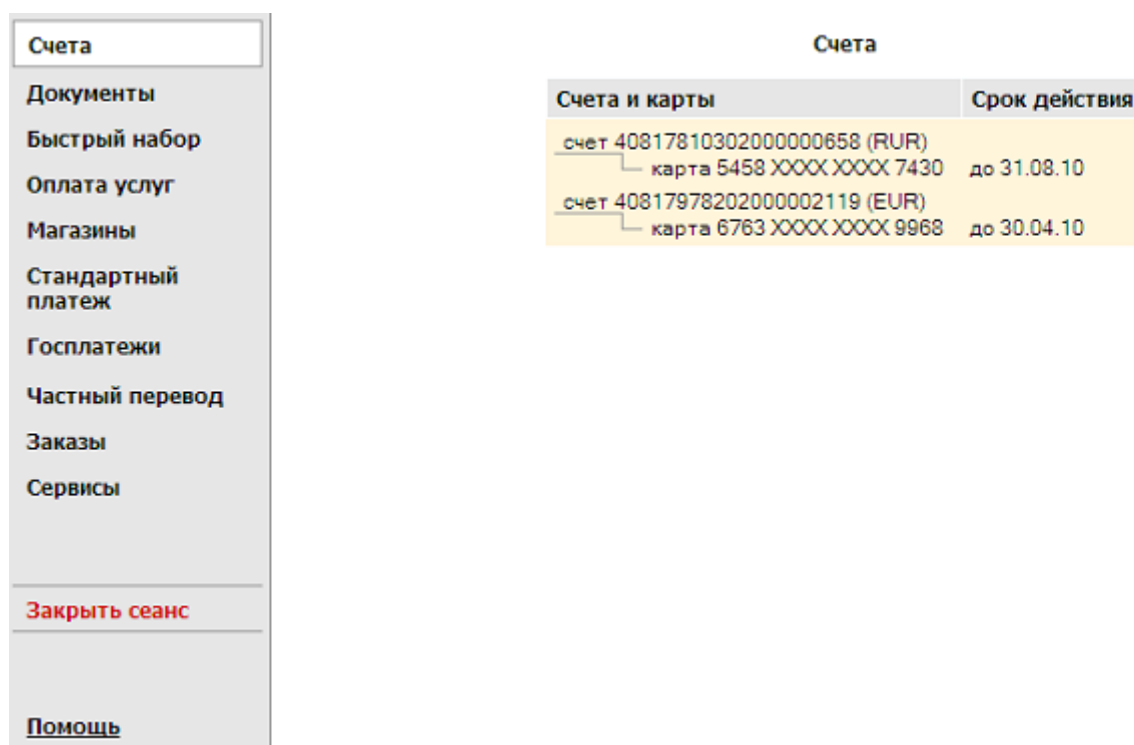 Счета
Документы
Быстрый набор
Оплата услуг
Магазины
Стандартный
платеж
Госплатежи
Частный перевод
Заказы
Сервисы
Закрыть сеанс
Помощь
Счета
Счета и карты Срок действия
счет 40817810302000000658 (RUR)
карта 5458 XXXX XXXX 7430 до 31.08.10
счет 40817978202000002119 (EUR)
карта 6763 XXXX XXXX 9968 до 30.04.10